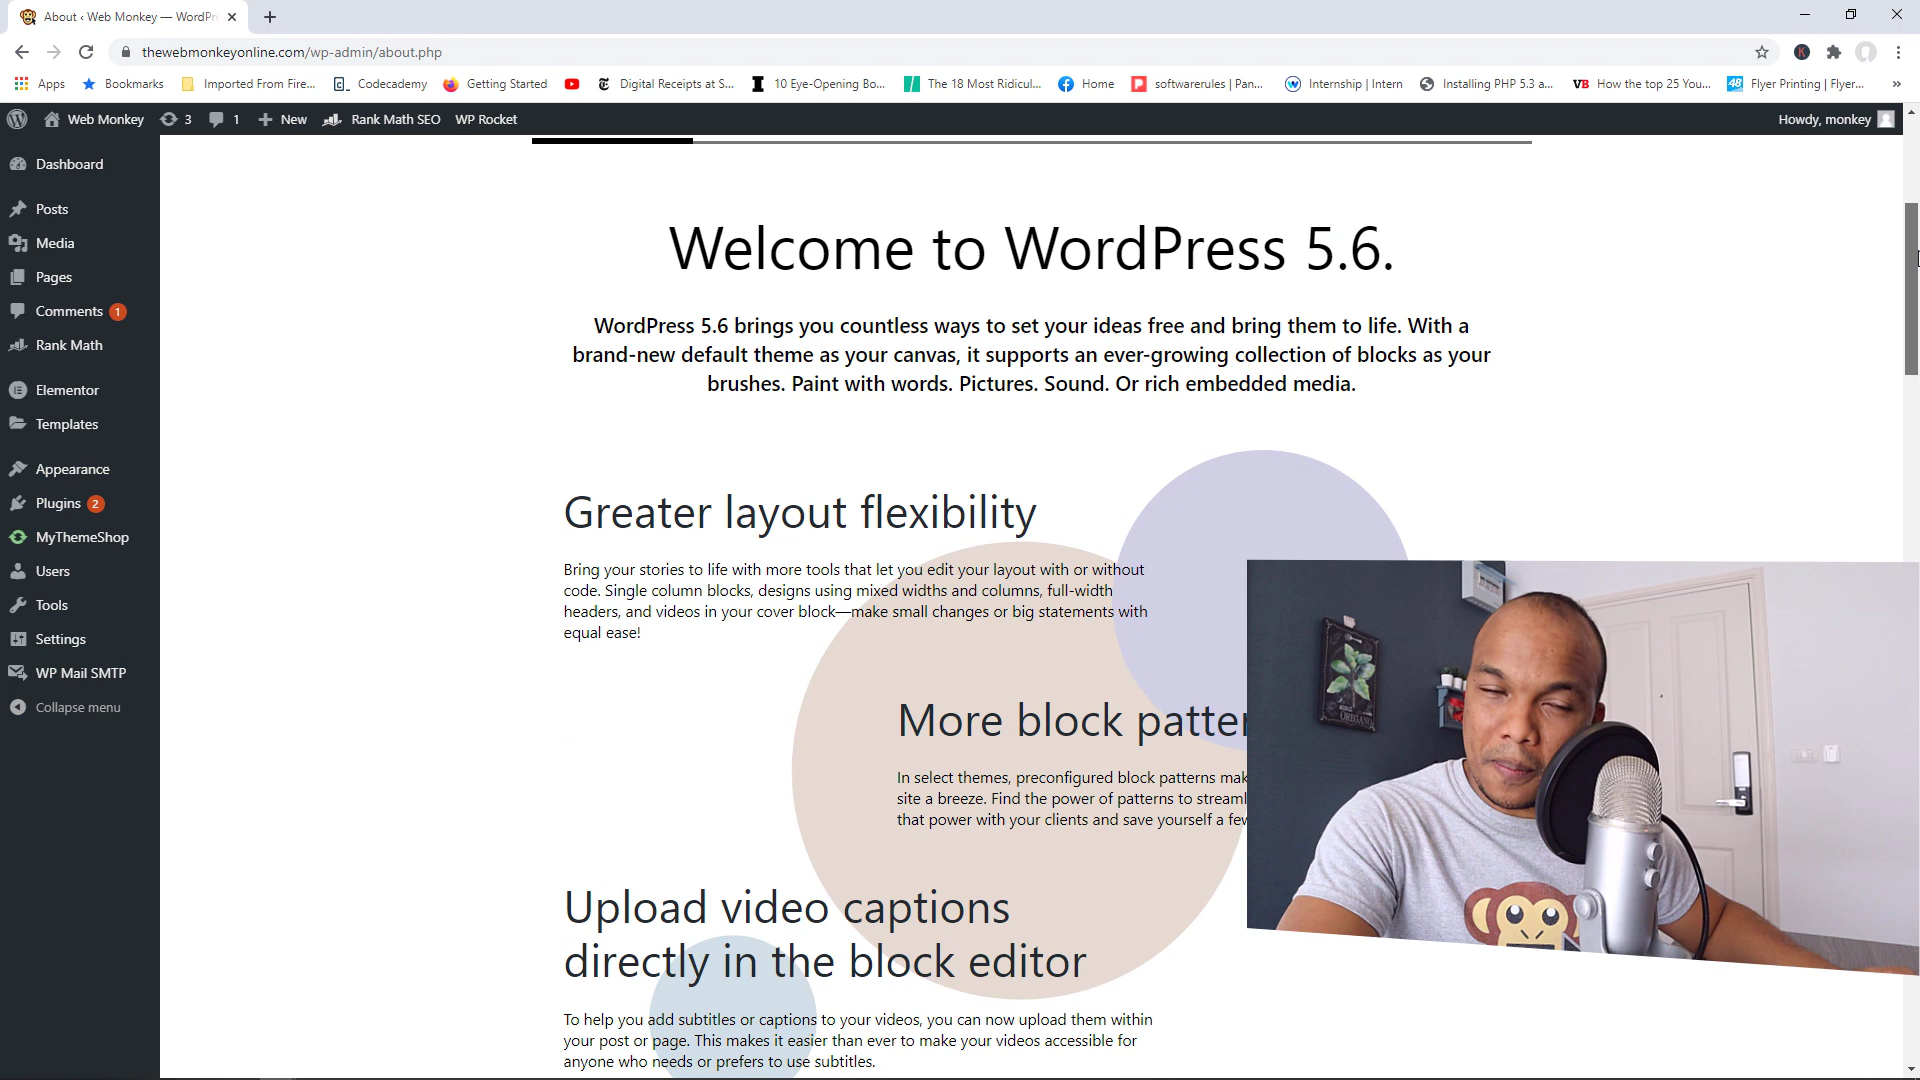 About ‹ Web Monkey — WordPr
thewebmonkeyonline.com/wp-admin/about.php
Apps
Bookmarks
Imported From Fire...
Codecademy
Getting Started
Digital Receipts at S...
10 Eye-Opening Bo...
The 18 Most Ridicul...
Home
softwarerules | Pan...
Internship | Intern
Installing PHP 5.3 a...
VB How the top 25 You...
Flyer Printing | Flyer...
Web Monkey
3
1
New
Rank Math SEO
WP Rocket
Howdy, monkey
Dashboard
Posts
Media
Pages
Comments 1
Rank Math
Elementor
Templates
Appearance
Plugins 2
MyThemeShop
Users
Tools
Settings
WP Mail SMTP
Collapse menu
Welcome to WordPress 5.6.
WordPress 5.6 brings you countless ways to set your ideas free and bring them to life. With a
brand-new default theme as your canvas, it supports an ever-growing collection of blocks as your
brushes. Paint with words. Pictures. Sound. Or rich embedded media.
Greater layout flexibility
Bring your stories to life with more tools that let you edit your layout with or without
code. Single column blocks, designs using mixed widths and columns, full-width
headers, and videos in your cover block—make small changes or big statements with
equal ease!
More block patter
In select themes, preconfigured block patterns mak
site a breeze. Find the power of patterns to streaml
that power with your clients and save yourself a few
Upload video captions
directly in the block editor
To help you add subtitles or captions to your videos, you can now upload them within
your post or page. This makes it easier than ever to make your videos accessible for
anyone who needs or prefers to use subtitles.
OREGANO